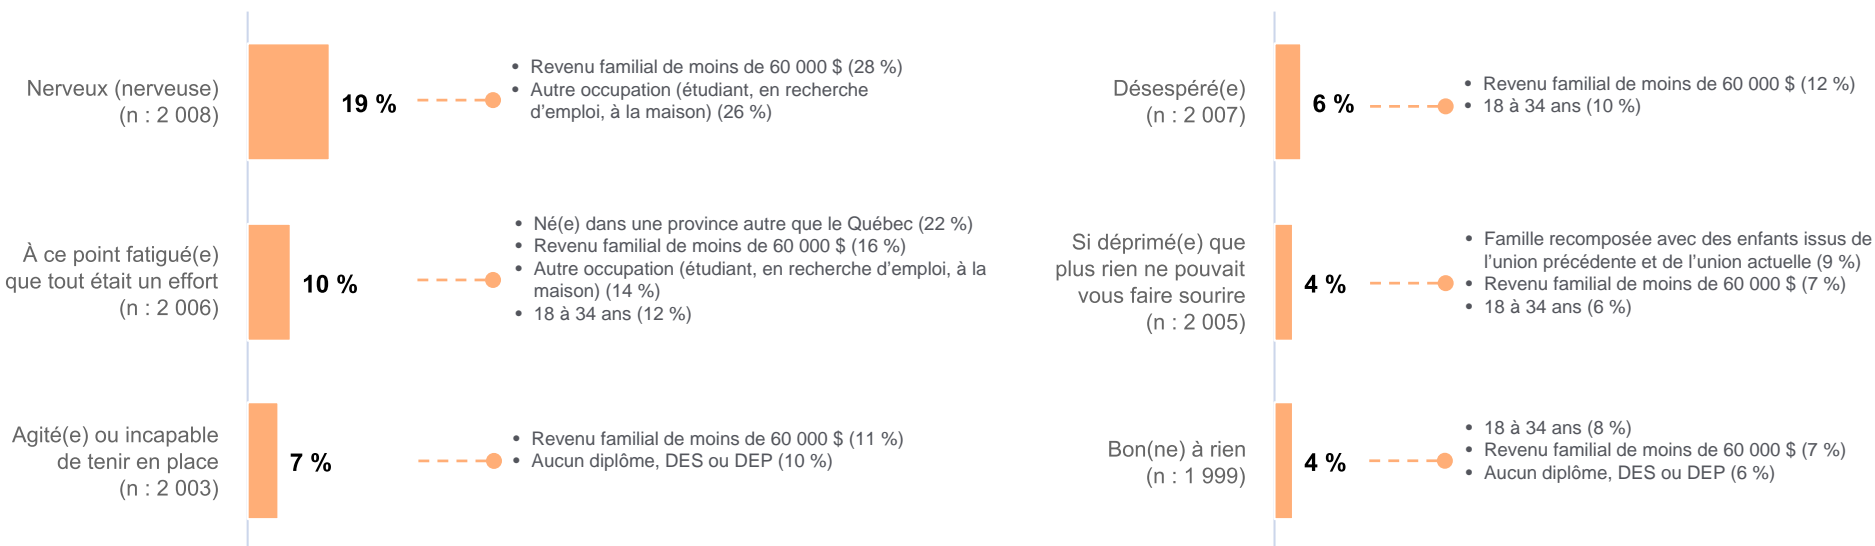 Nerveux (nerveuse)
(n : 2 008)
19 %
• Revenu familial de moins de 60 000 $ (28 %)
• Autre occupation (étudiant, en recherche
d’emploi, à la maison) (26 %)
À ce point fatigué(e)
que tout était un effort
(n : 2 006)
10 %
• Né(e) dans une province autre que le Québec (22 %)
• Revenu familial de moins de 60 000 $ (16 %)
• Autre occupation (étudiant, en recherche d’emploi, à la
maison) (14 %)
• 18 à 34 ans (12 %)
Agité(e) ou incapable
de tenir en place
(n : 2 003)
7 %
• Revenu familial de moins de 60 000 $ (11 %)
• Aucun diplôme, DES ou DEP (10 %)
Désespéré(e)
(n : 2 007)
6 %
• Revenu familial de moins de 60 000 $ (12 %)
• 18 à 34 ans (10 %)
Si déprimé(e) que
plus rien ne pouvait
vous faire sourire
(n : 2 005)
4 %
• Famille recomposée avec des enfants issus de
l’union précédente et de l’union actuelle (9 %)
• Revenu familial de moins de 60 000 $ (7 %)
• 18 à 34 ans (6 %)
Bon(ne) à rien
(n : 1 999)
4 %
• 18 à 34 ans (8 %)
• Revenu familial de moins de 60 000 $ (7 %)
• Aucun diplôme, DES ou DEP (6 %)